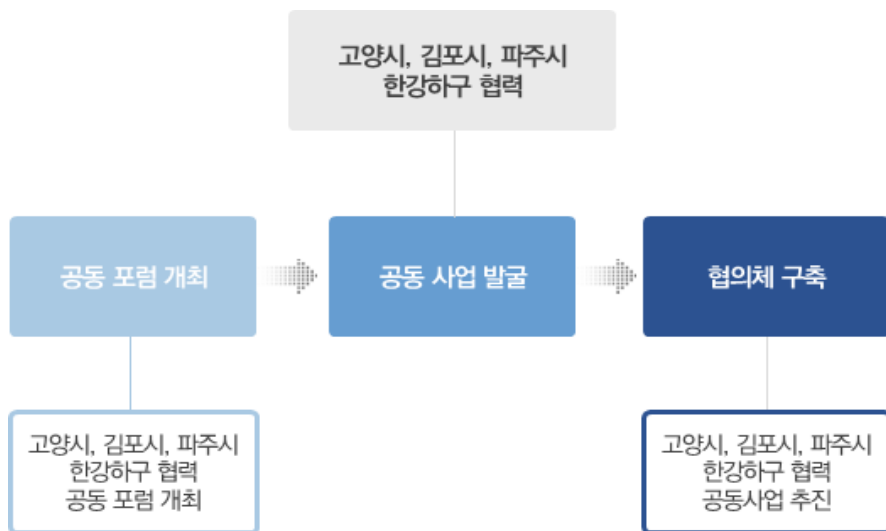 고양시, 김포시, 파주시
한강하구 협력
공동 포럼 개최
공동 사업 발굴
협의체 구축
고양시, 김포시, 파주시
한강하구 협력
공동 포럼 개최
고양시, 김포시, 파주시
한강하구 협력
공동사업 추진